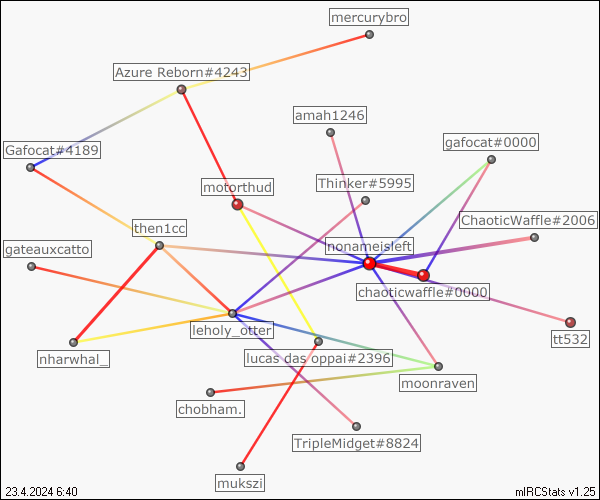 mercurybro
Azure Reborn#4243
amah1246
gafocat#0000
Gafocat#4189
motorthud
Thinker#5995
ChaoticWaffle#2006
then1cc
nonameisleft
gateauxcatto
chaoticwaffle#0000
leholy_otter
tt532
nharwhal_
lucas das oppai#2396
moonraven
chobham.
TripleMidget#8824
mukszi
23.4.2024 6:40
mIRCStats v1.25